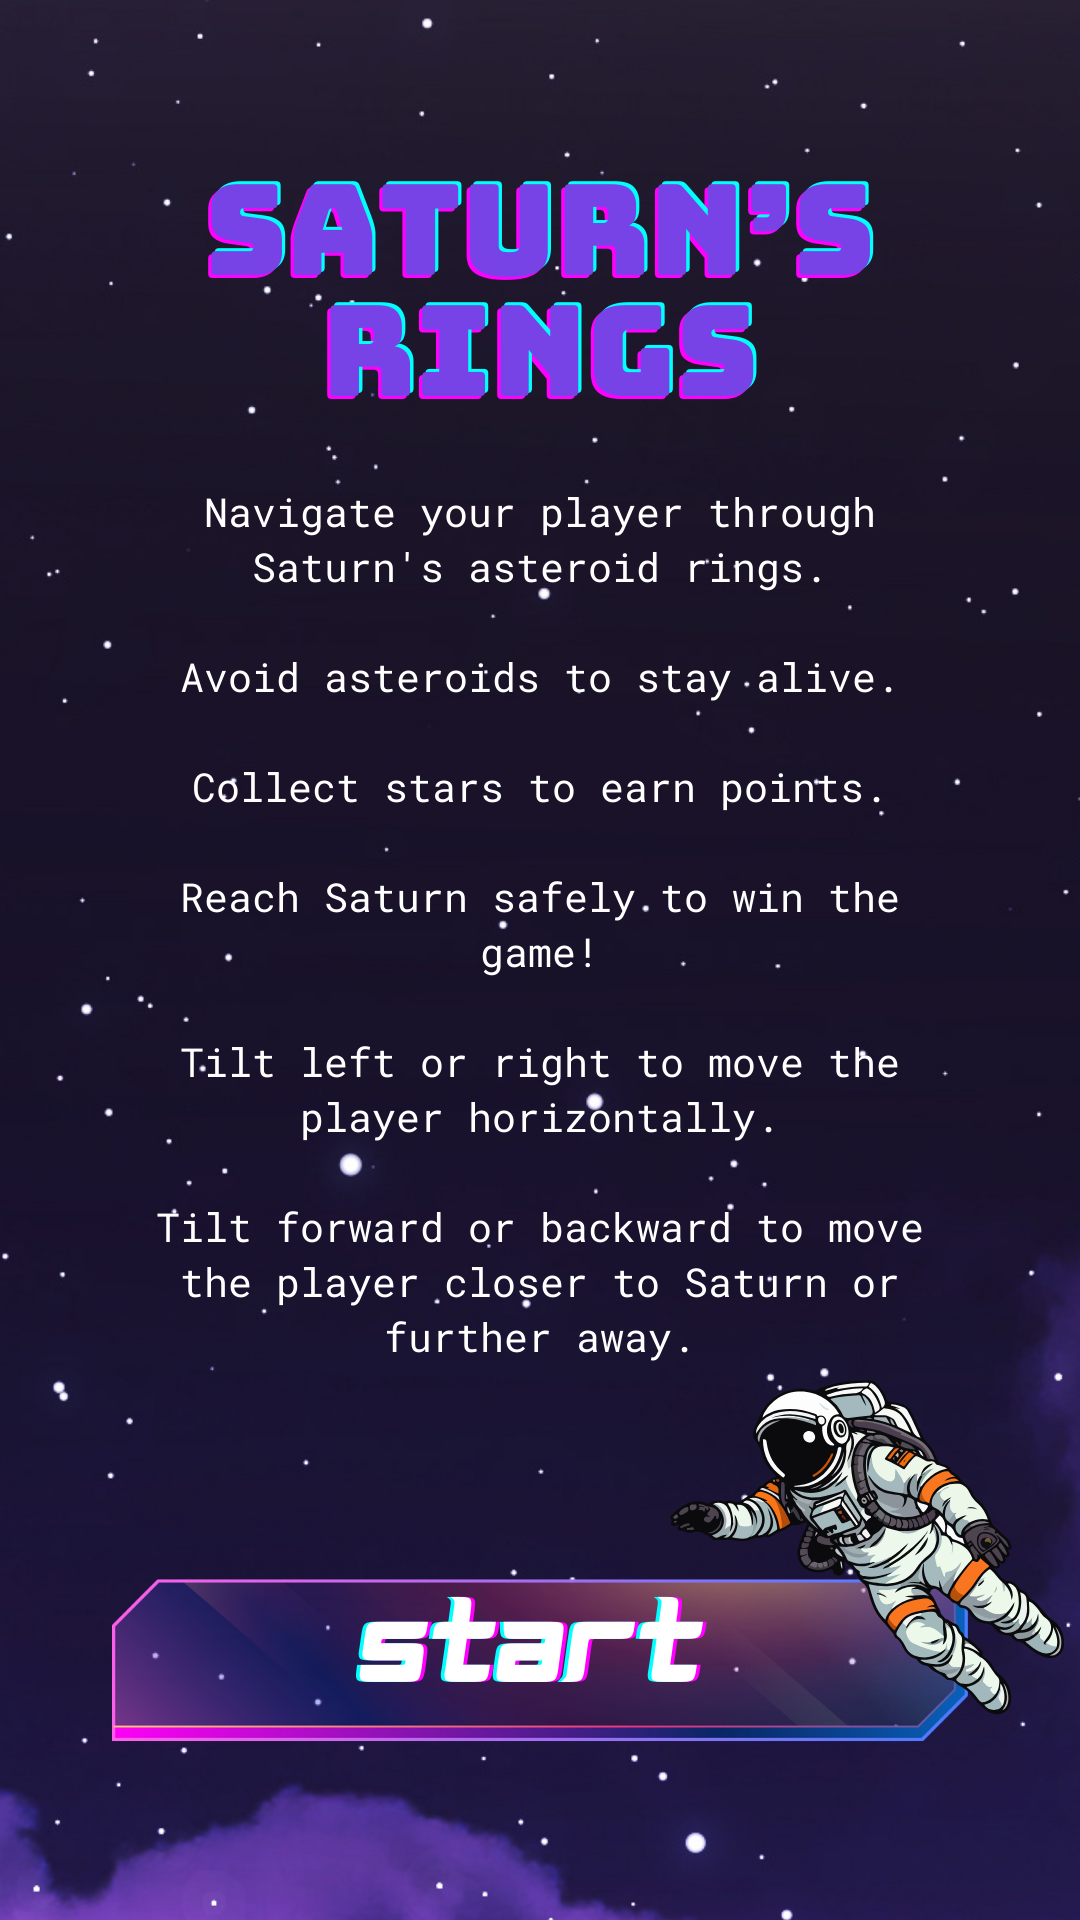 SATURN'S
RINGS
Navigate your player through
Saturn's asteroid rings.
Avoid asteroids to stay alive.
Collect stars to earn points.
Reach Saturn safely to win the
game!
Tilt left or right to move the
player horizontally.
Tilt forward or backward to move
the player closer to Saturn or
further away.
start